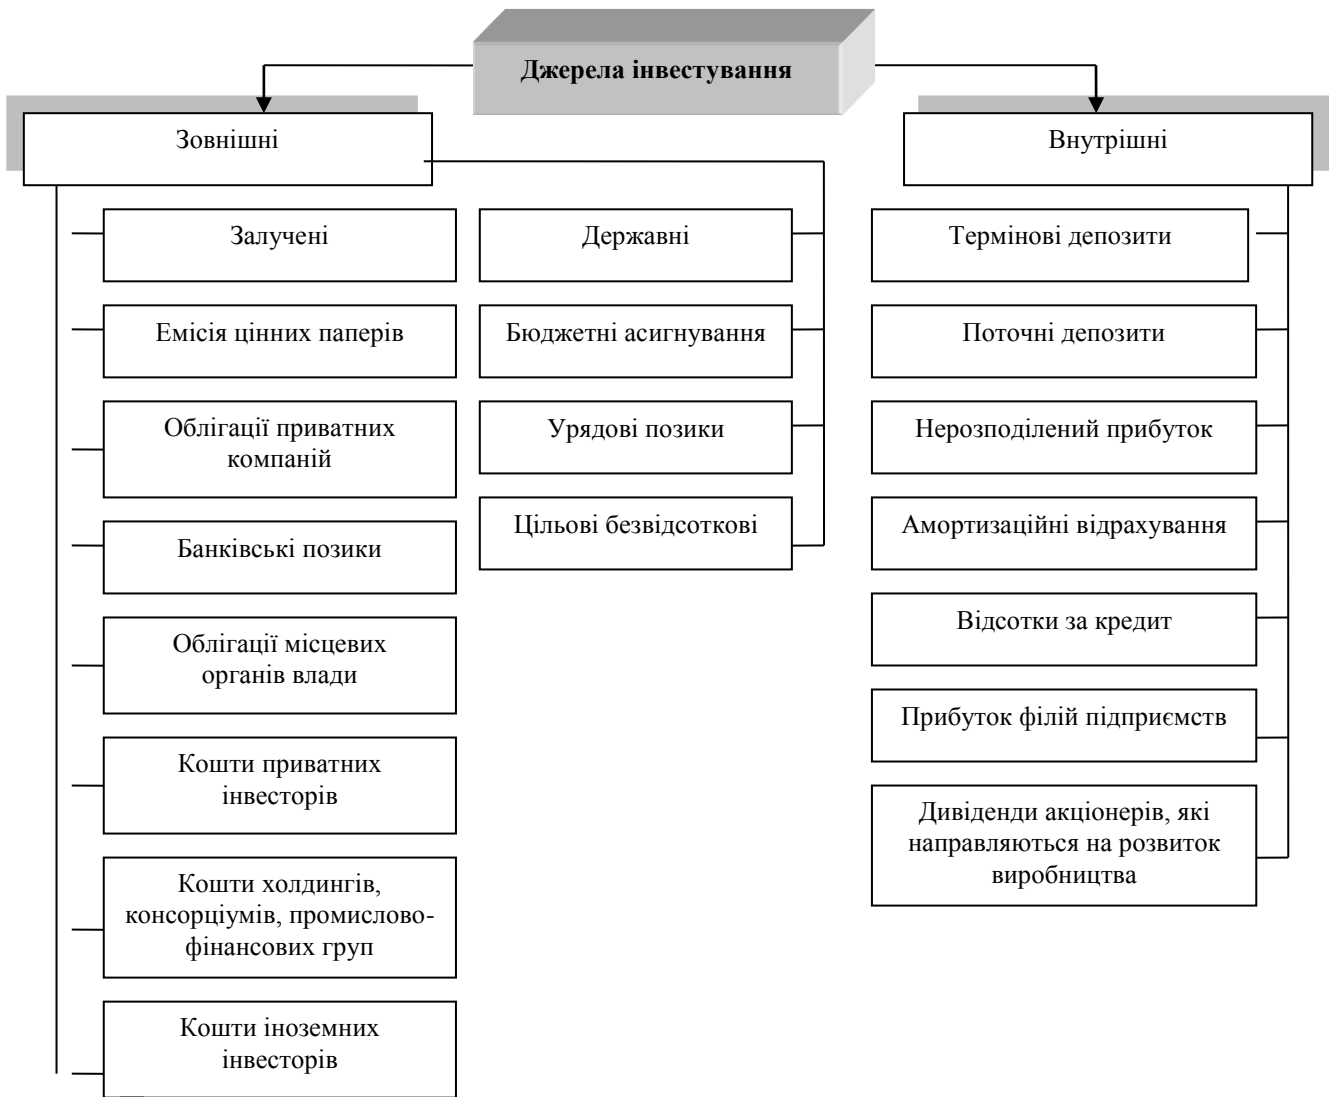 Джерела інвестування
Зовнішні
Внутрішні
Залучені
Емісія цінних паперів
Облігації приватних
компаній
Банківські позики
Облігації місцевих
органів влади
Кошти приватних
інвесторів
Кошти холдингів,
консорціумів, промислово-
фінансових груп
Кошти іноземних
інвесторів
Державні
Бюджетні асигнування
Урядові позики
Цільові безвідсоткові
Термінові депозити
Поточні депозити
Нерозподілений прибуток
Амортизаційні відрахування
Відсотки за кредит
Прибуток філій підприємств
Дивіденди акціонерів, які
направляються на розвиток
виробництва